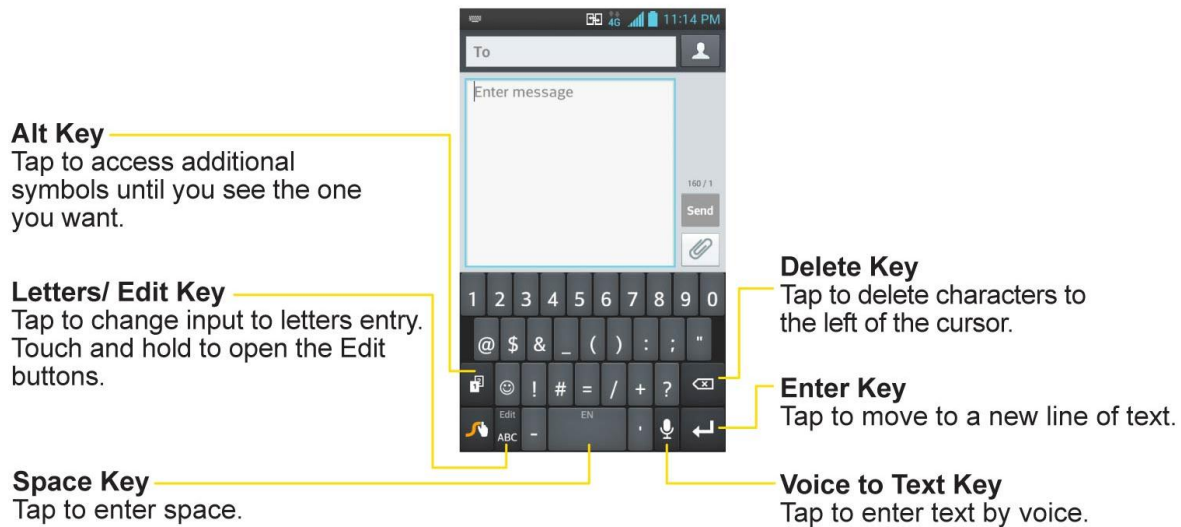 4G 11:14 PM
To
Enter message
160 / 1
Send
Alt Key
Tap to access additional
symbols until you see the one
you want.
Letters/ Edit Key
Tap to change input to letters entry.
Touch and hold to open the Edit
buttons.
Space Key
Tap to enter space.
1 2 3 4 5 6 7 8 9 0
@ $ & _ ( ) : ; "
! # = / + ?
Edit EN
ABC - '
Delete Key
Tap to delete characters to
the left of the cursor.
Enter Key
Tap to move to a new line of text.
Voice to Text Key
Tap to enter text by voice.